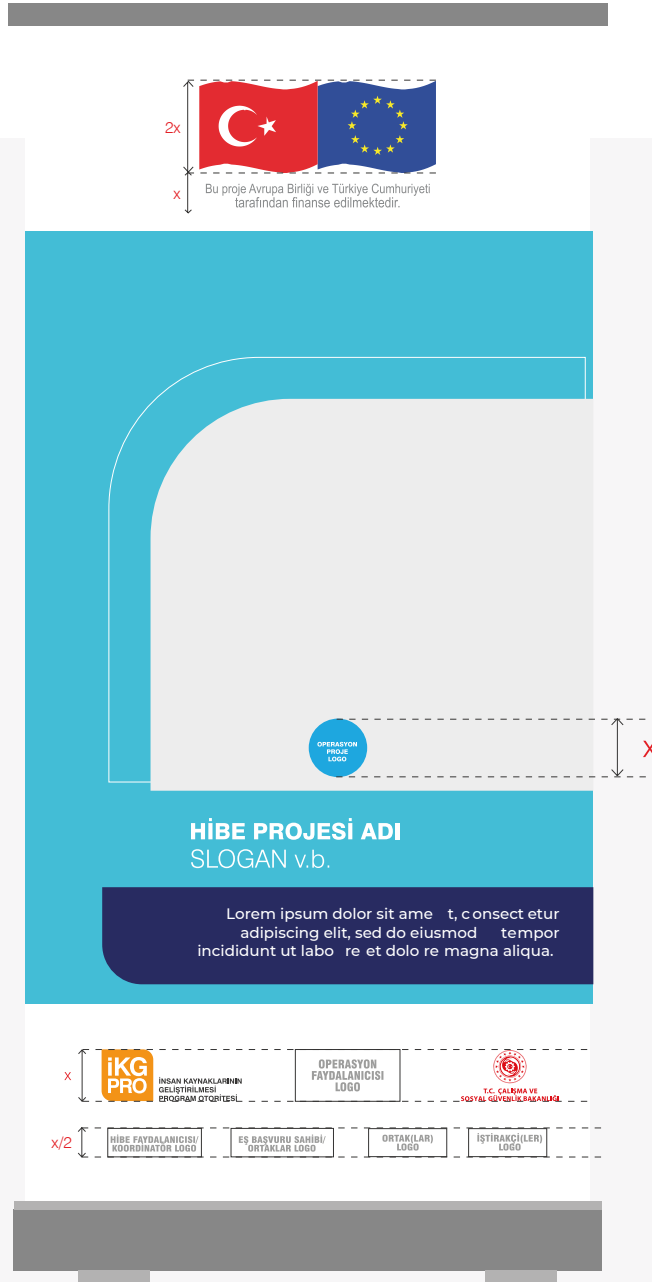 2x
x
Bu proje Avrupa Birliği ve Türkiye Cumhuriyeti
tarafından finanse edilmektedir.
OPERASYON
PROJE
LOGO
X
HİBE PROJESİ ADI
SLOGAN v.b.
Lorem ipsum dolor sit ame t, c onsect etur
adipiscing elit, sed do eiusmod tempor
incididunt ut labo re et dolo re magna aliqua.
x
iKG
PRO
İNSAN KAYNAKLARININ
GELİŞTİRİLMESİ
PROGRAM OTORİTESİ
OPERASYON
FAYDALANICISI
LOGO
T.C. ÇALIŞMA VE
SOSYAL GÜVENLİK BAKANLIĞI
x/2
HİBE FAYDALANICISI/
KOORDİNATÖR LOGO
EŞ BAŞVURU SAHİBİ/
ORTAKLAR LOGO
ORTAK(LAR)
LOGO
İŞTİRAKÇİ(LER)
LOGO